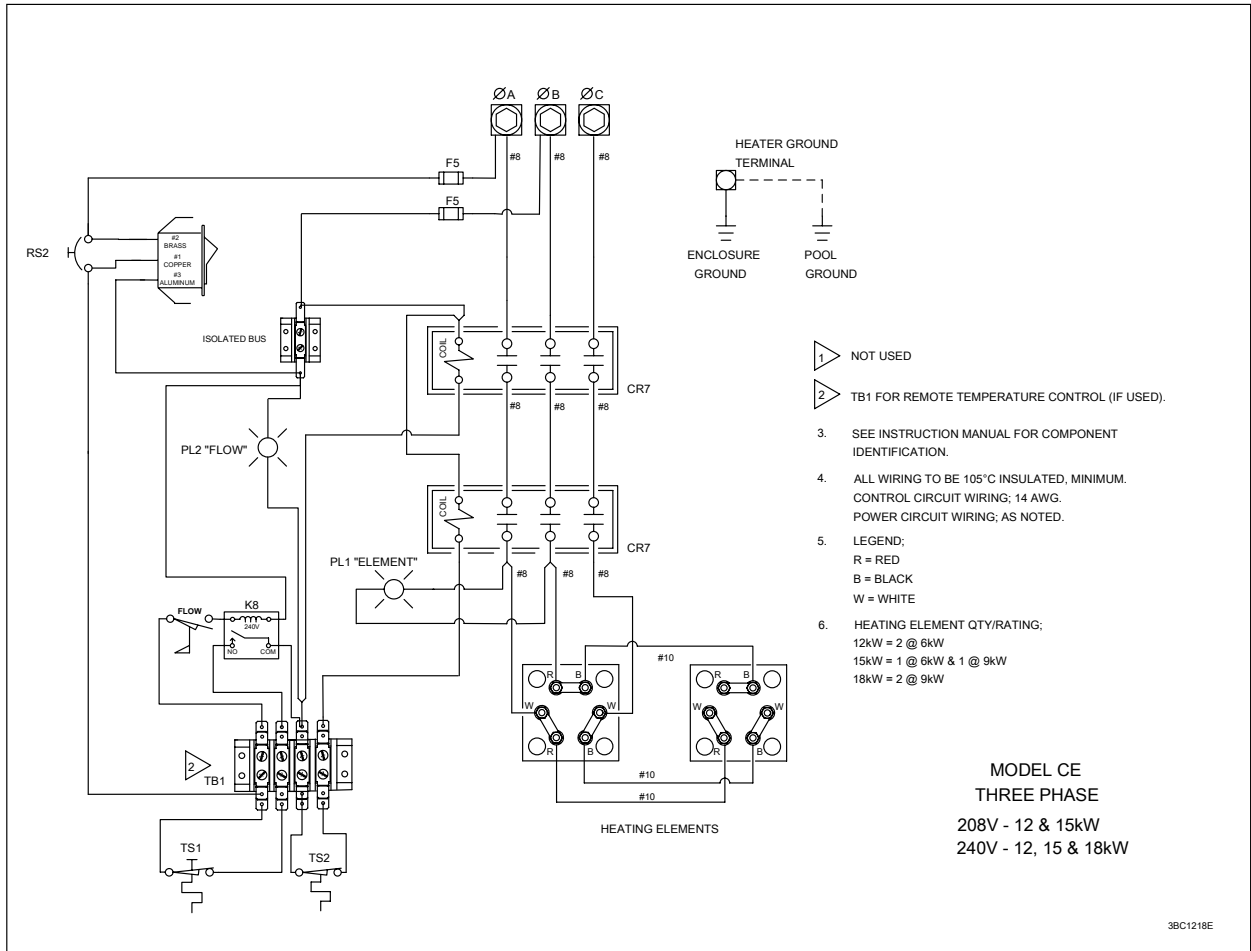 ØA ØB ØC
#8 #8 #8
F5
F5
HEATER GROUND
TERMINAL
ENCLOSURE
GROUND
POOL
GROUND
RS2
#2
BRASS
#1
COPPER
#3
ALUMINUM
ISOLATED BUS
COIL
CR7
#8 #8 #8
PL2 "FLOW"
COIL
CR7
PL1 "ELEMENT"
#8 #8 #8
FLOW
K8
240V
NO COM
#10
R B
W W
R B
R B
W W
R B
#10
#10
2
TB1
TS1
TS2
HEATING ELEMENTS
1 NOT USED
2 TB1 FOR REMOTE TEMPERATURE CONTROL (IF USED).
3. SEE INSTRUCTION MANUAL FOR COMPONENT
IDENTIFICATION.
4. ALL WIRING TO BE 105°C INSULATED, MINIMUM.
CONTROL CIRCUIT WIRING; 14 AWG.
POWER CIRCUIT WIRING; AS NOTED.
5. LEGEND;
R = RED
B = BLACK
W = WHITE
6. HEATING ELEMENT QTY/RATING;
12kW = 2 @ 6kW
15kW = 1 @ 6kW & 1 @ 9kW
18kW = 2 @ 9kW
MODEL CE
THREE PHASE
208V - 12 & 15kW
240V - 12, 15 & 18kW
3BC1218E